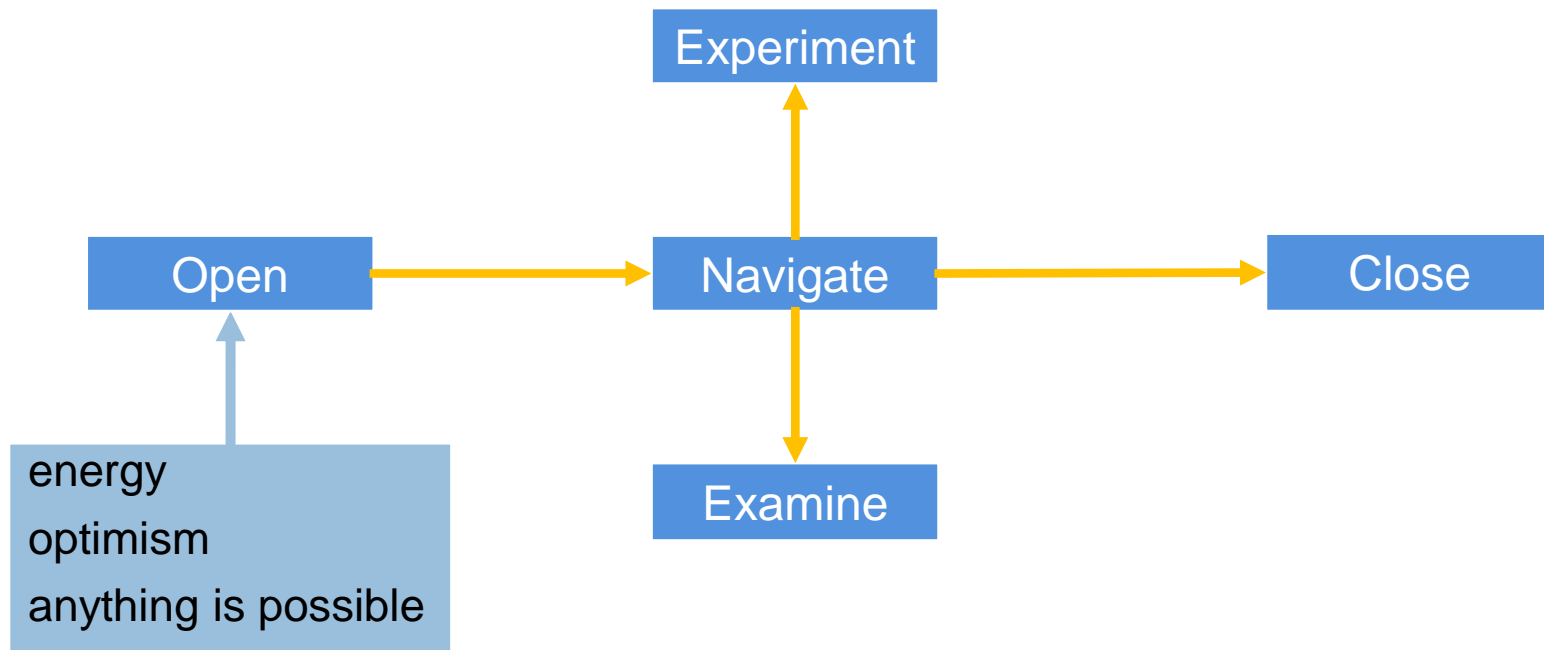 Experiment
Open
Navigate
Close
Examine
energy
optimism
anything is possible